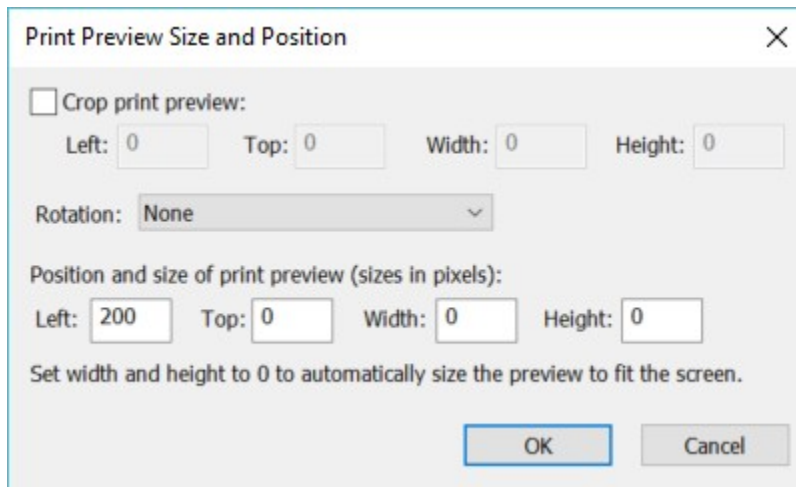 Print Preview Size and Position
Crop print preview:
Left: 0 Top: 0 Width: 0 Height: 0
Rotation: None
Position and size of print preview (sizes in pixels):
Left: 200 Top: 0 Width: 0 Height: 0
Set width and height to 0 to automatically size the preview to fit the screen.
OK Cancel